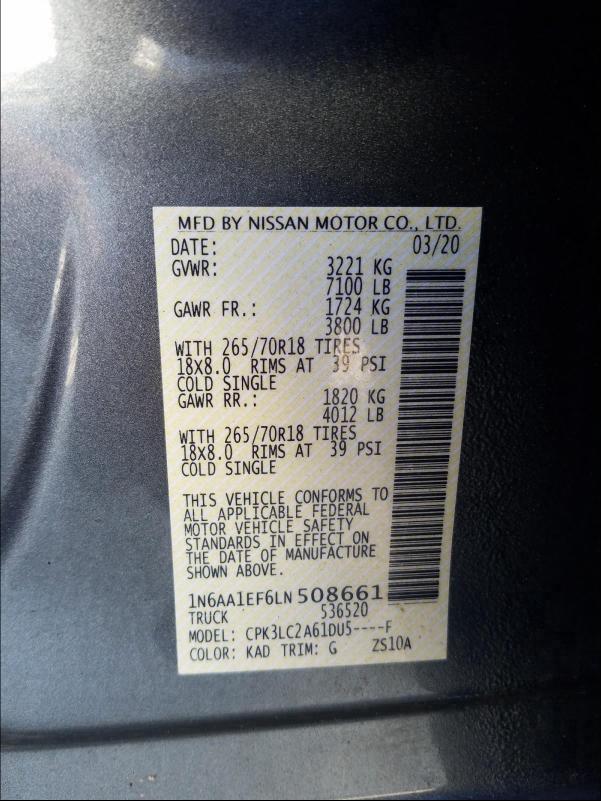 MFD BY NISSAN MOTOR CO., LTD.
DATE: 03/20
GVWR: 3221 KG
7100 LB
GAWR FR.: 1724 KG
3800 LB
WITH 265/70R18 TIRES
18X8.0 RIMS AT 39 PSI
COLD SINGLE
GAWR RR.: 1820 KG
4012 LB
WITH 265/70R18 TIRES
18X8.0 RIMS AT 39 PSI
COLD SINGLE
THIS VEHICLE CONFORMS TO
ALL APPLICABLE FEDERAL
MOTOR VEHICLE SAFETY
STANDARDS IN EFFECT ON
THE DATE OF MANUFACTURE
SHOWN ABOVE.
1N6AA1EF6LN 508661
TRUCK 536520
MODEL: CPK3LC2A61DU5----F
COLOR: KAD TRIM: G ZS10A